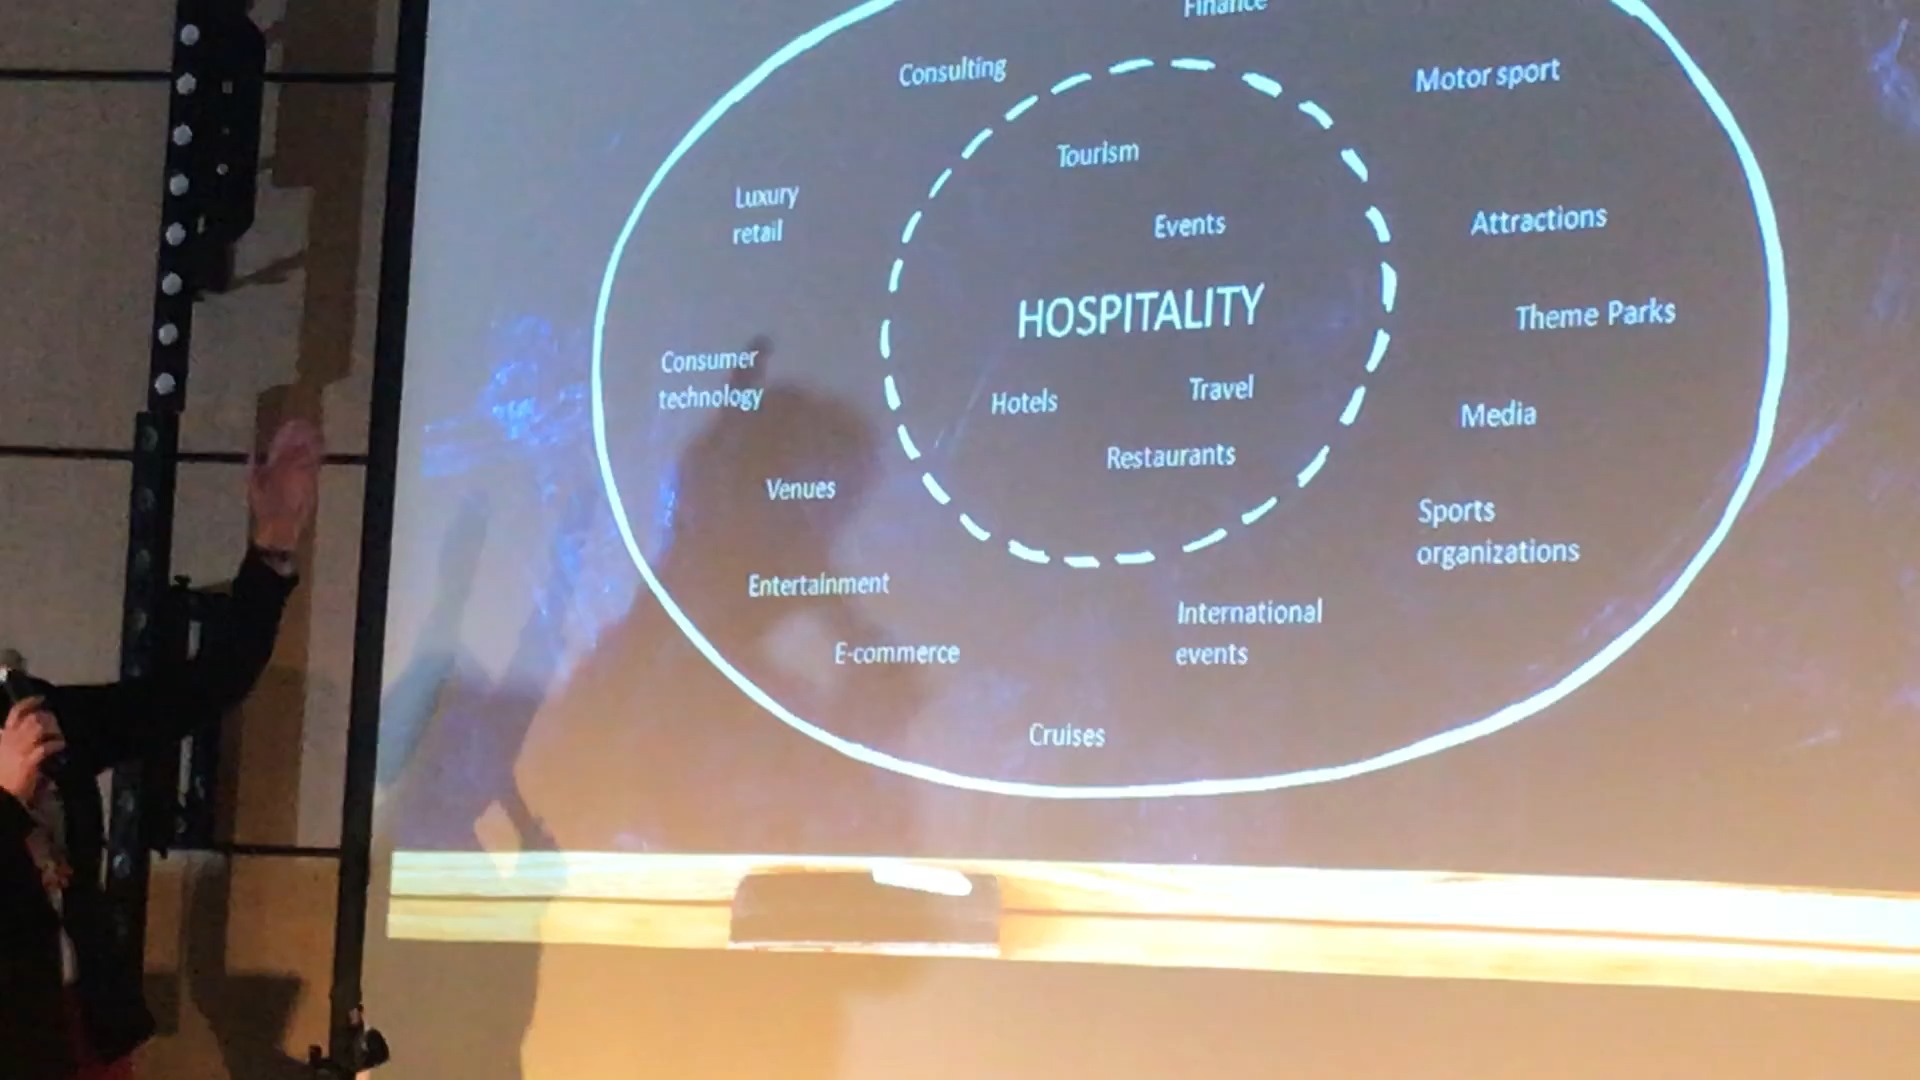 Finance
Consulting
Motor sport
Tourism
Luxury
retail
Events
Attractions
HOSPITALITY
Theme Parks
Consumer
technology
Hotels
Travel
Media
Restaurants
Venues
Sports
organizations
Entertainment
International
events
E-commerce
Cruises